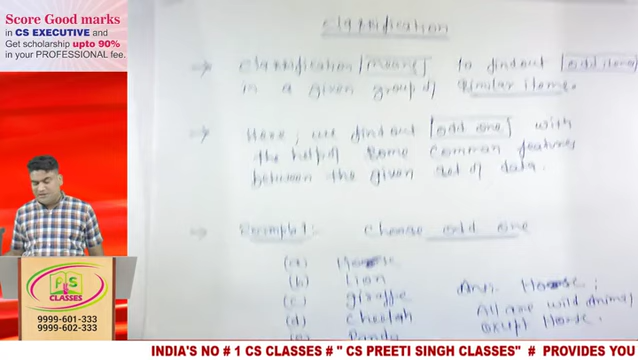 Score Good marks
in CS EXECUTIVE and
Get scholarship upto 90%
in your PROFESSIONAL fee.
Classification
⇒ Classification means to find out odd items
in a given group of similar items.
⇒ Here, we find out odd one with
the help of some common features
between the given set of data.
⇒ Example: Choose odd one
(a) Horse
(b) Lion
(c) giraffe
(d) Cheetah
(e) Panda
Ans. Horse;
All are wild animal
except Horse.
PS
CLASSES
9999-601-333
9999-602-333
INDIA'S NO # 1 CS CLASSES # " CS PREETI SINGH CLASSES" # PROVIDES YOU